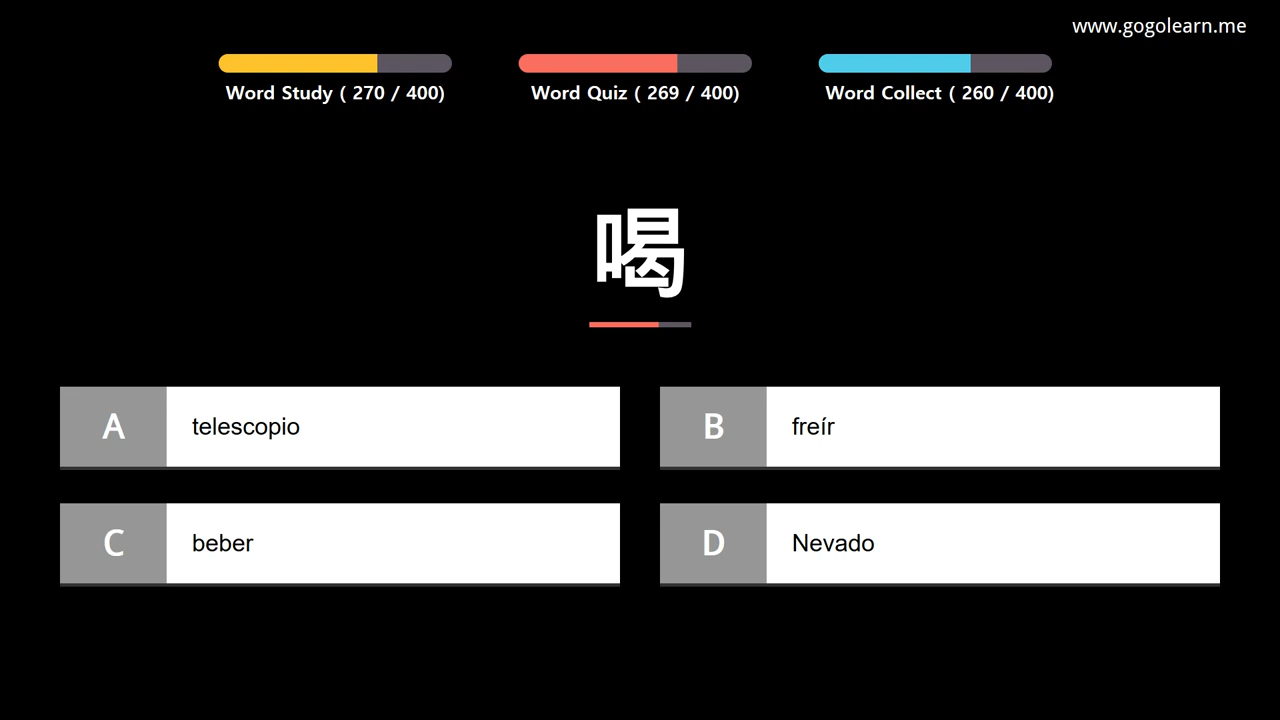 www.gogolearn.me
Word Study ( 270 / 400)
Word Quiz ( 269 / 400)
Word Collect ( 260 / 400)
喝
A telescopio
B freír
C beber
D Nevado